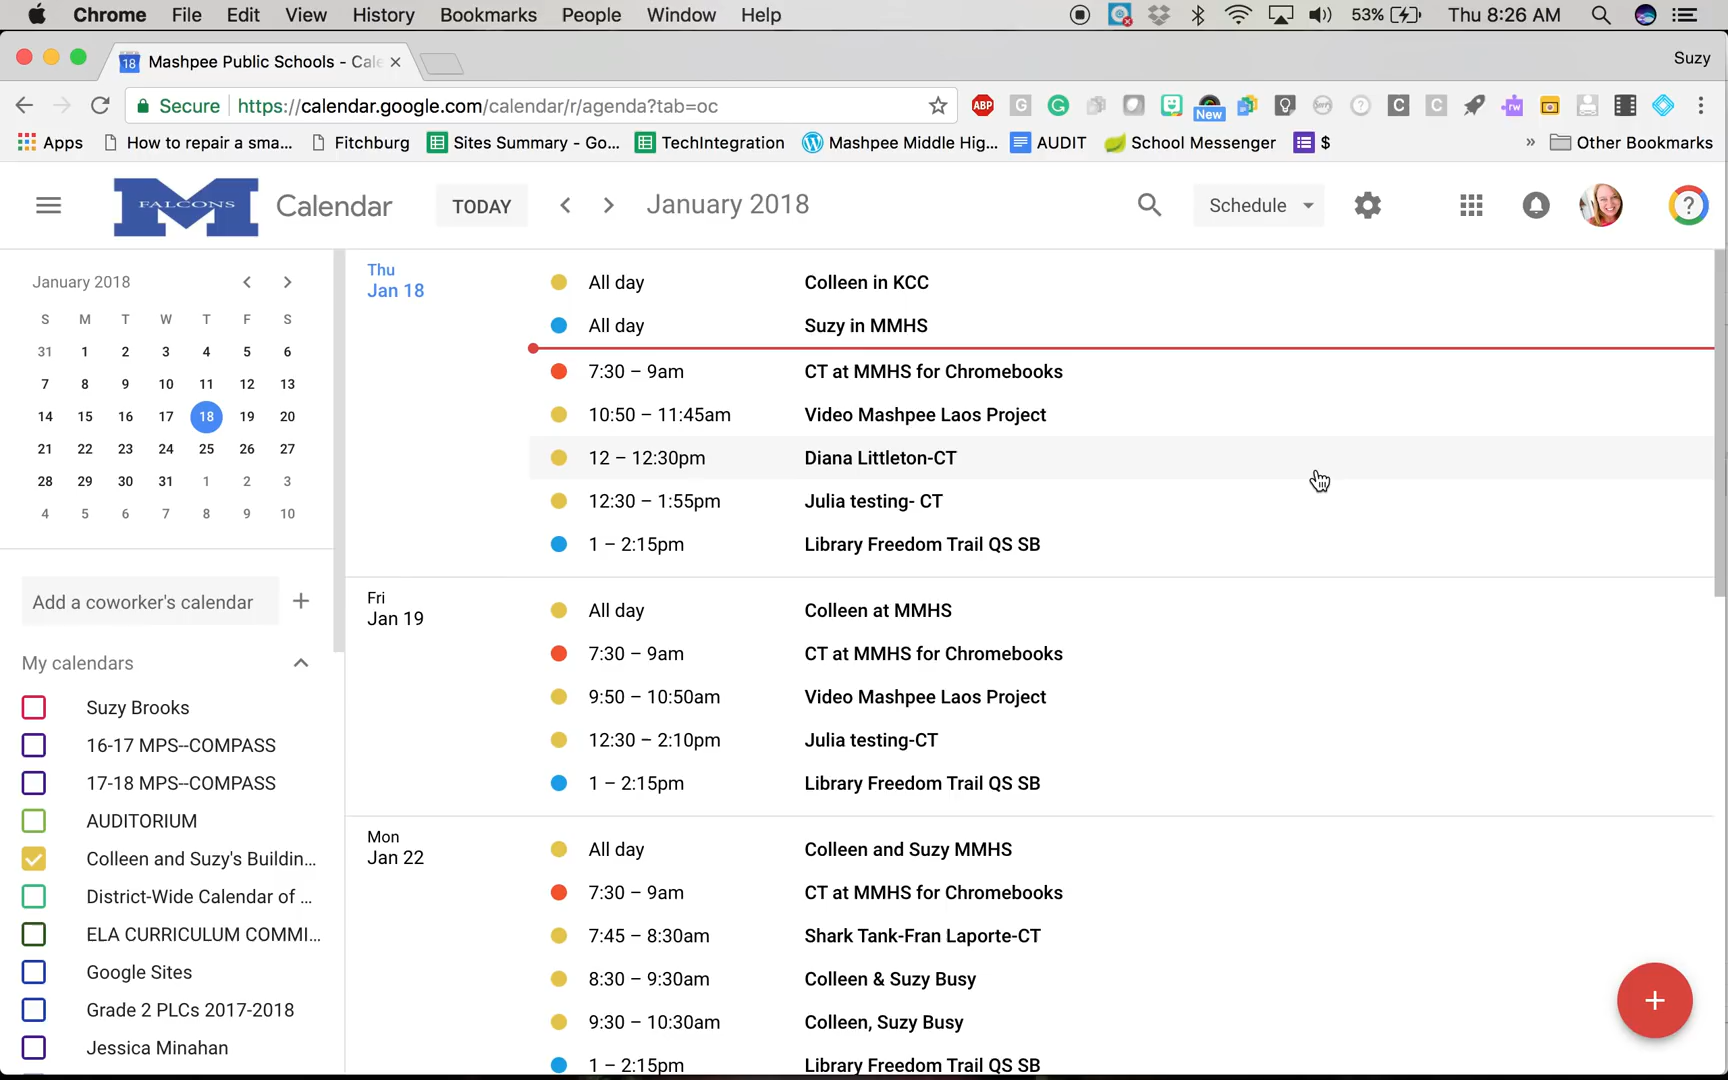 Chrome File Edit View History Bookmarks People Window Help 53% Thu 8:26 AM
18 Mashpee Public Schools - Cale Suzy
Secure https://calendar.google.com/calendar/r/agenda?tab=oc ABP G G New C C rw
Apps How to repair a sma... Fitchburg Sites Summary - Go... TechIntegration Mashpee Middle Hig... AUDIT School Messenger $ » Other Bookmarks
FALCONS Calendar TODAY January 2018 Schedule ?
January 2018
S M T W T F S
31 1 2 3 4 5 6
7 8 9 10 11 12 13
14 15 16 17 18 19 20
21 22 23 24 25 26 27
28 29 30 31 1 2 3
4 5 6 7 8 9 10
Add a coworker's calendar +
My calendars
Suzy Brooks
16-17 MPS--COMPASS
17-18 MPS--COMPASS
AUDITORIUM
Colleen and Suzy's Buildin...
District-Wide Calendar of ...
ELA CURRICULUM COMMI...
Google Sites
Grade 2 PLCs 2017-2018
Jessica Minahan
Thu
Jan 18
All day Colleen in KCC
All day Suzy in MMHS
7:30 – 9am CT at MMHS for Chromebooks
10:50 – 11:45am Video Mashpee Laos Project
12 – 12:30pm Diana Littleton-CT
12:30 – 1:55pm Julia testing- CT
1 – 2:15pm Library Freedom Trail QS SB
Fri
Jan 19
All day Colleen at MMHS
7:30 – 9am CT at MMHS for Chromebooks
9:50 – 10:50am Video Mashpee Laos Project
12:30 – 2:10pm Julia testing-CT
1 – 2:15pm Library Freedom Trail QS SB
Mon
Jan 22
All day Colleen and Suzy MMHS
7:30 – 9am CT at MMHS for Chromebooks
7:45 – 8:30am Shark Tank-Fran Laporte-CT
8:30 – 9:30am Colleen & Suzy Busy
9:30 – 10:30am Colleen, Suzy Busy
1 – 2:15pm Library Freedom Trail QS SB
+